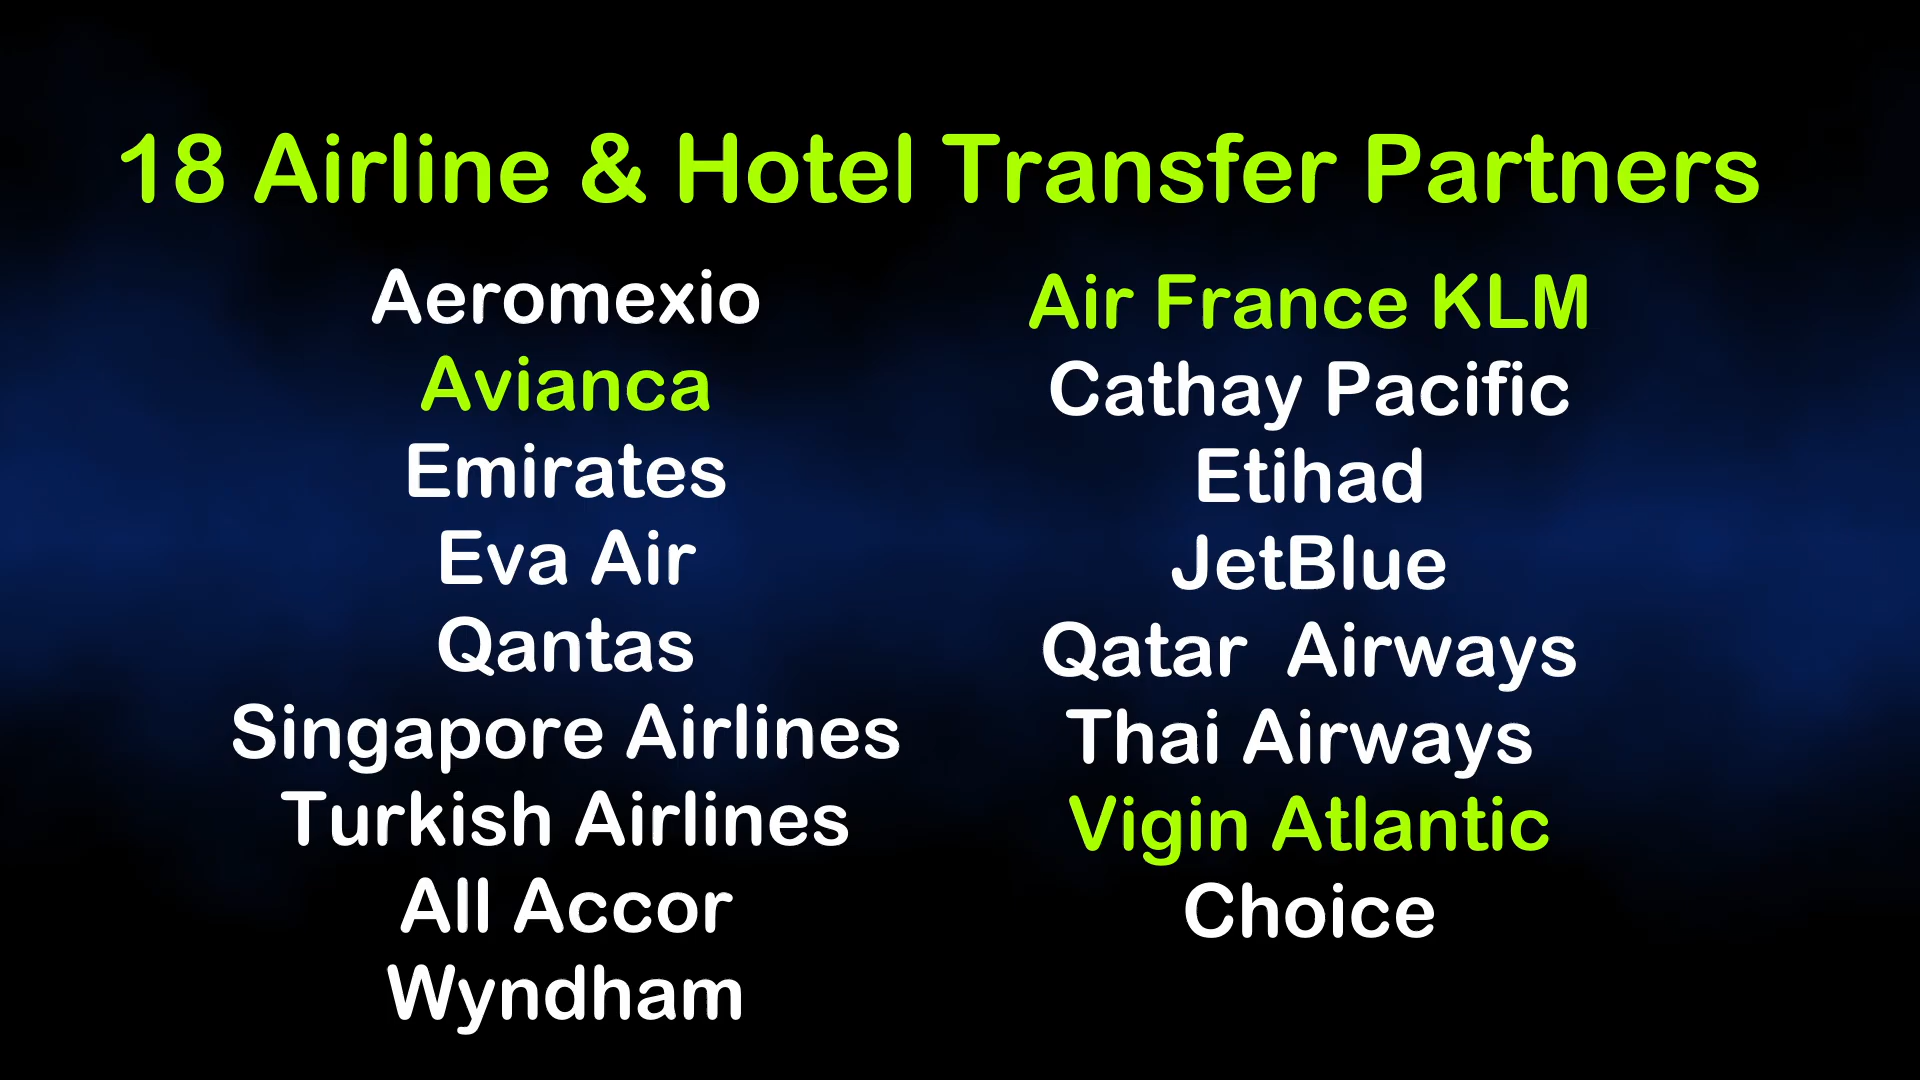 18 Airline & Hotel Transfer Partners
Aeromexio
Avianca
Emirates
Eva Air
Qantas
Singapore Airlines
Turkish Airlines
All Accor
Wyndham
Air France KLM
Cathay Pacific
Etihad
JetBlue
Qatar  Airways
Thai Airways
Vigin Atlantic
Choice